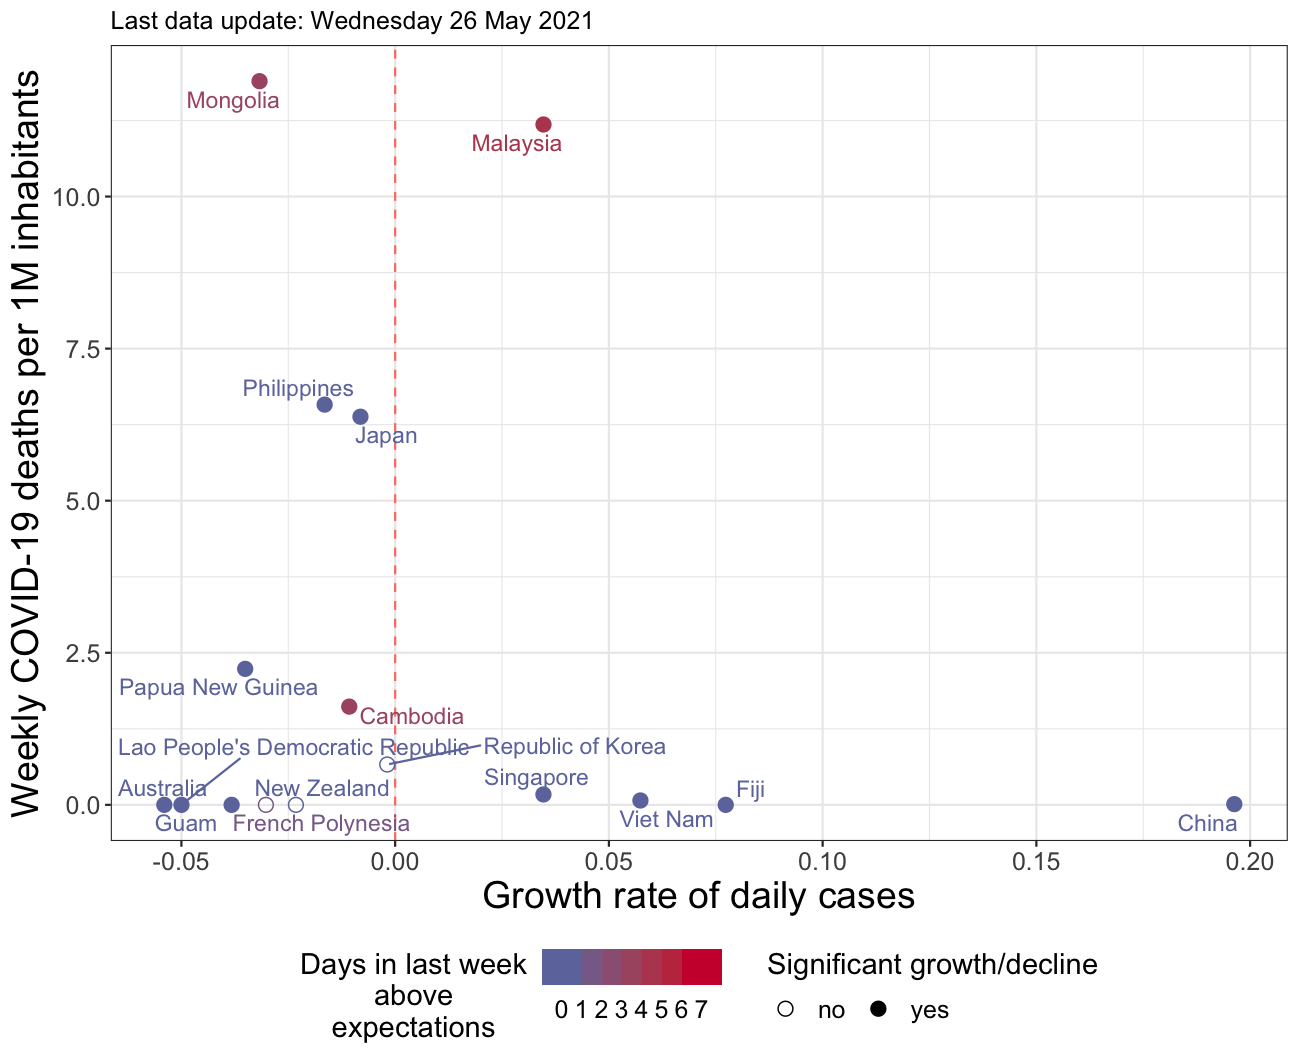 Last data update: Wednesday 26 May 2021
Weekly COVID-19 deaths per 1M inhabitants
10.0
7.5
5.0
2.5
0.0
Mongolia
Malaysia
Philippines
Japan
Papua New Guinea
Cambodia
Lao People's Democratic Republic
Republic of Korea
Singapore
Australia
New Zealand
Fiji
Guam
French Polynesia
Viet Nam
China
-0.05
0.00
0.05
0.10
0.15
0.20
Growth rate of daily cases
Days in last week
above
expectations
0 1 2 3 4 5 6 7
Significant growth/decline
no
yes